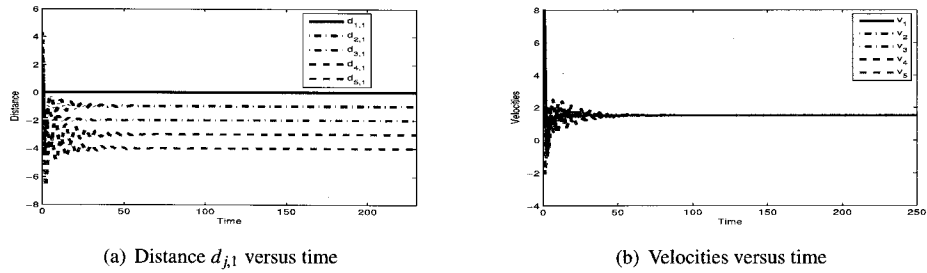 6
4
2
0
−2
−4
−6
−8
Distance
0
50
100
150
200
Time
d1,1
d2,1
d3,1
d4,1
d5,1
(a) Distance dj,1 versus time
8
6
4
2
0
−2
−4
Velocities
0
50
100
150
200
250
Time
v1
v2
v3
v4
v5
(b) Velocities versus time